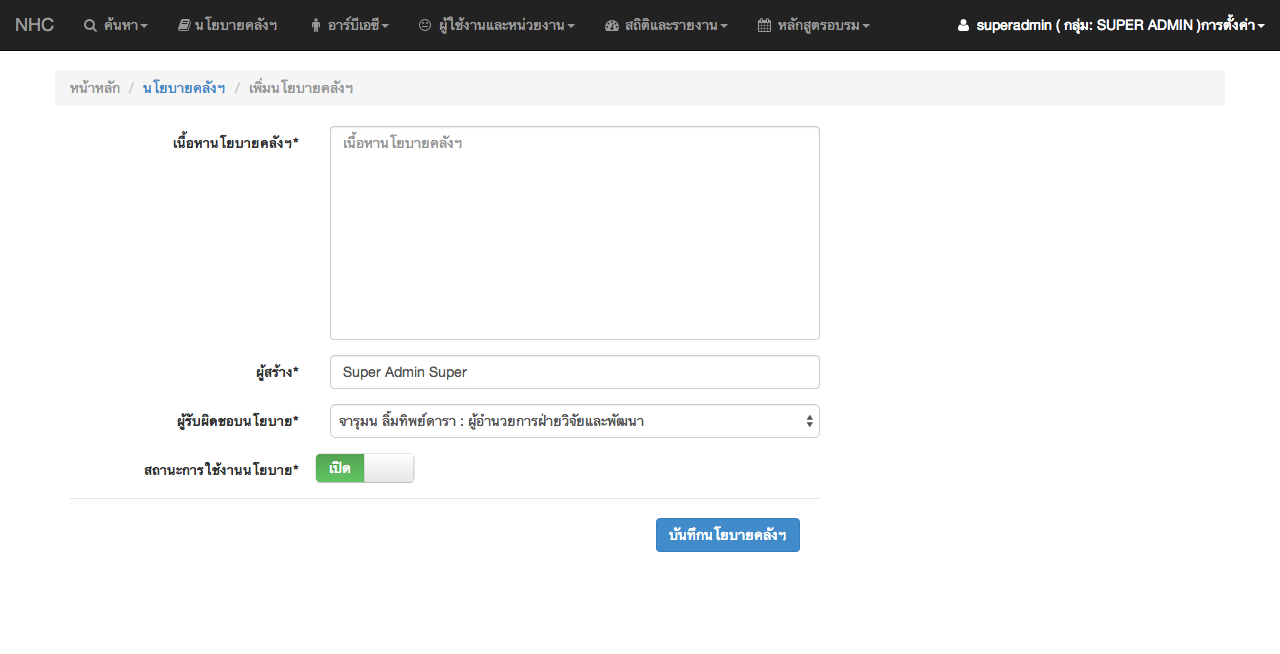 NHC ค้นหา นโยบายคลังฯ อาร์บีเอซี ผู้ใช้งานและหน่วยงาน สถิติและรายงาน หลักสูตรอบรม superadmin ( กลุ่ม: SUPER ADMIN )การตั้งค่า
หน้าหลัก / นโยบายคลังฯ / เพิ่มนโยบายคลังฯ
เนื้อหานโยบายคลังฯ* เนื้อหานโยบายคลังฯ
ผู้สร้าง* Super Admin Super
ผู้รับผิดชอบนโยบาย* จารุมน ลิ้มทิพย์ดารา : ผู้อำนวยการฝ่ายวิจัยและพัฒนา
สถานะการใช้งานนโยบาย* เปิด
บันทึกนโยบายคลังฯ